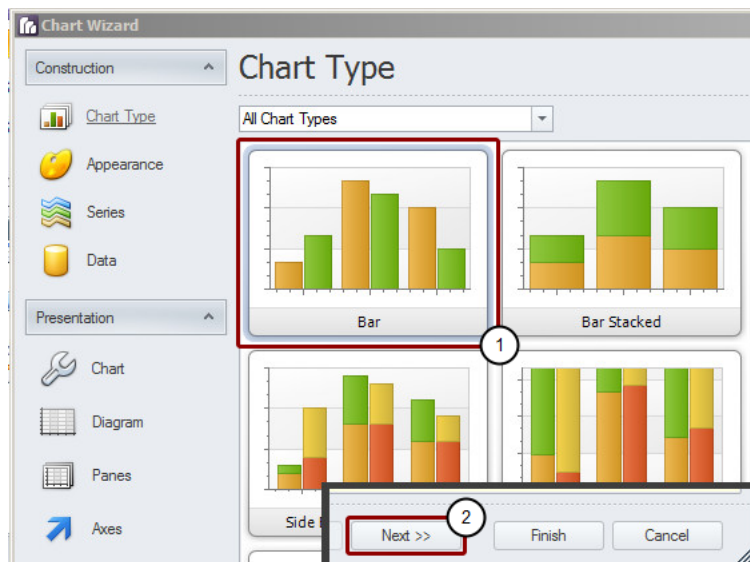 Chart Wizard
Construction
Chart Type
Appearance
Series
Data
Presentation
Chart
Diagram
Panes
Axes
Chart Type
All Chart Types
Bar
Bar Stacked
1
Side
2
Next >>
Finish
Cancel